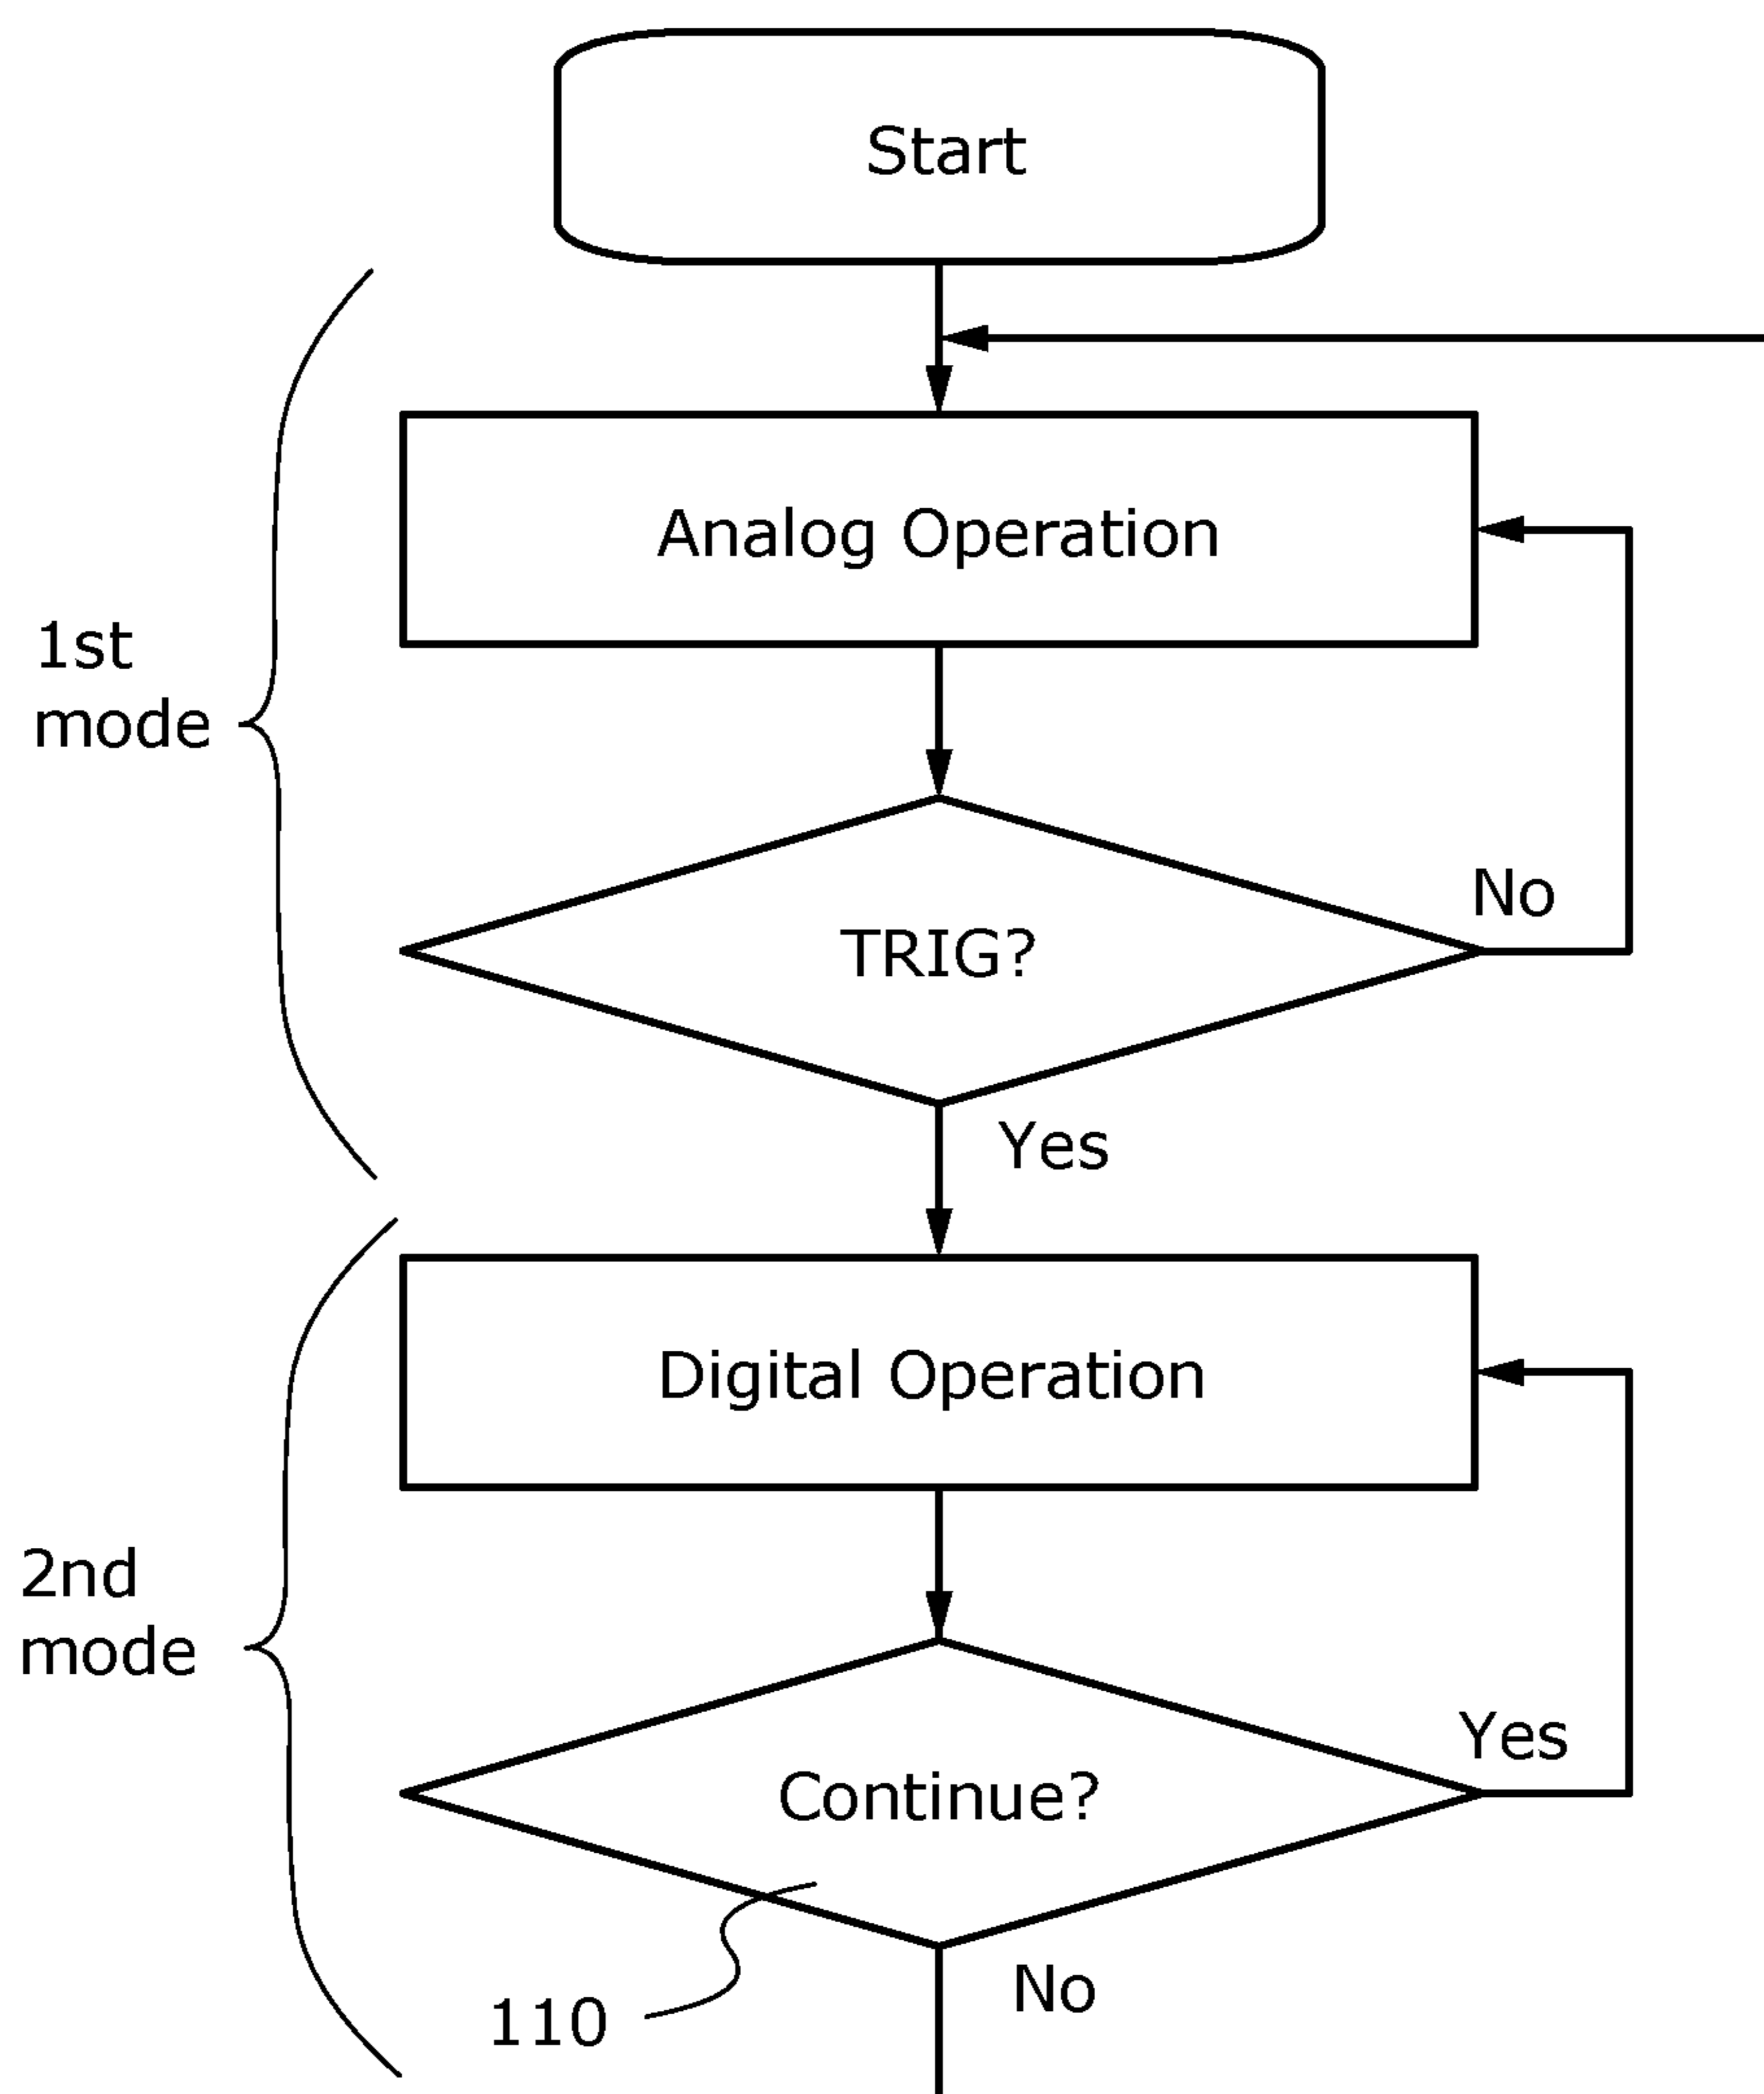 Start
Analog Operation
1st
mode
No
TRIG?
Yes
Digital Operation
2nd
mode
Yes
Continue?
No
110